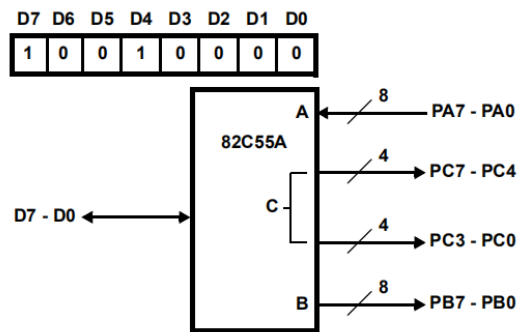 D7 D6 D5 D4 D3 D2 D1 D0
1 0 0 1 0 0 0 0
A
8
PA7 - PA0
82C55A
4
PC7 - PC4
C
D7 - D0
4
PC3 - PC0
B
8
PB7 - PB0